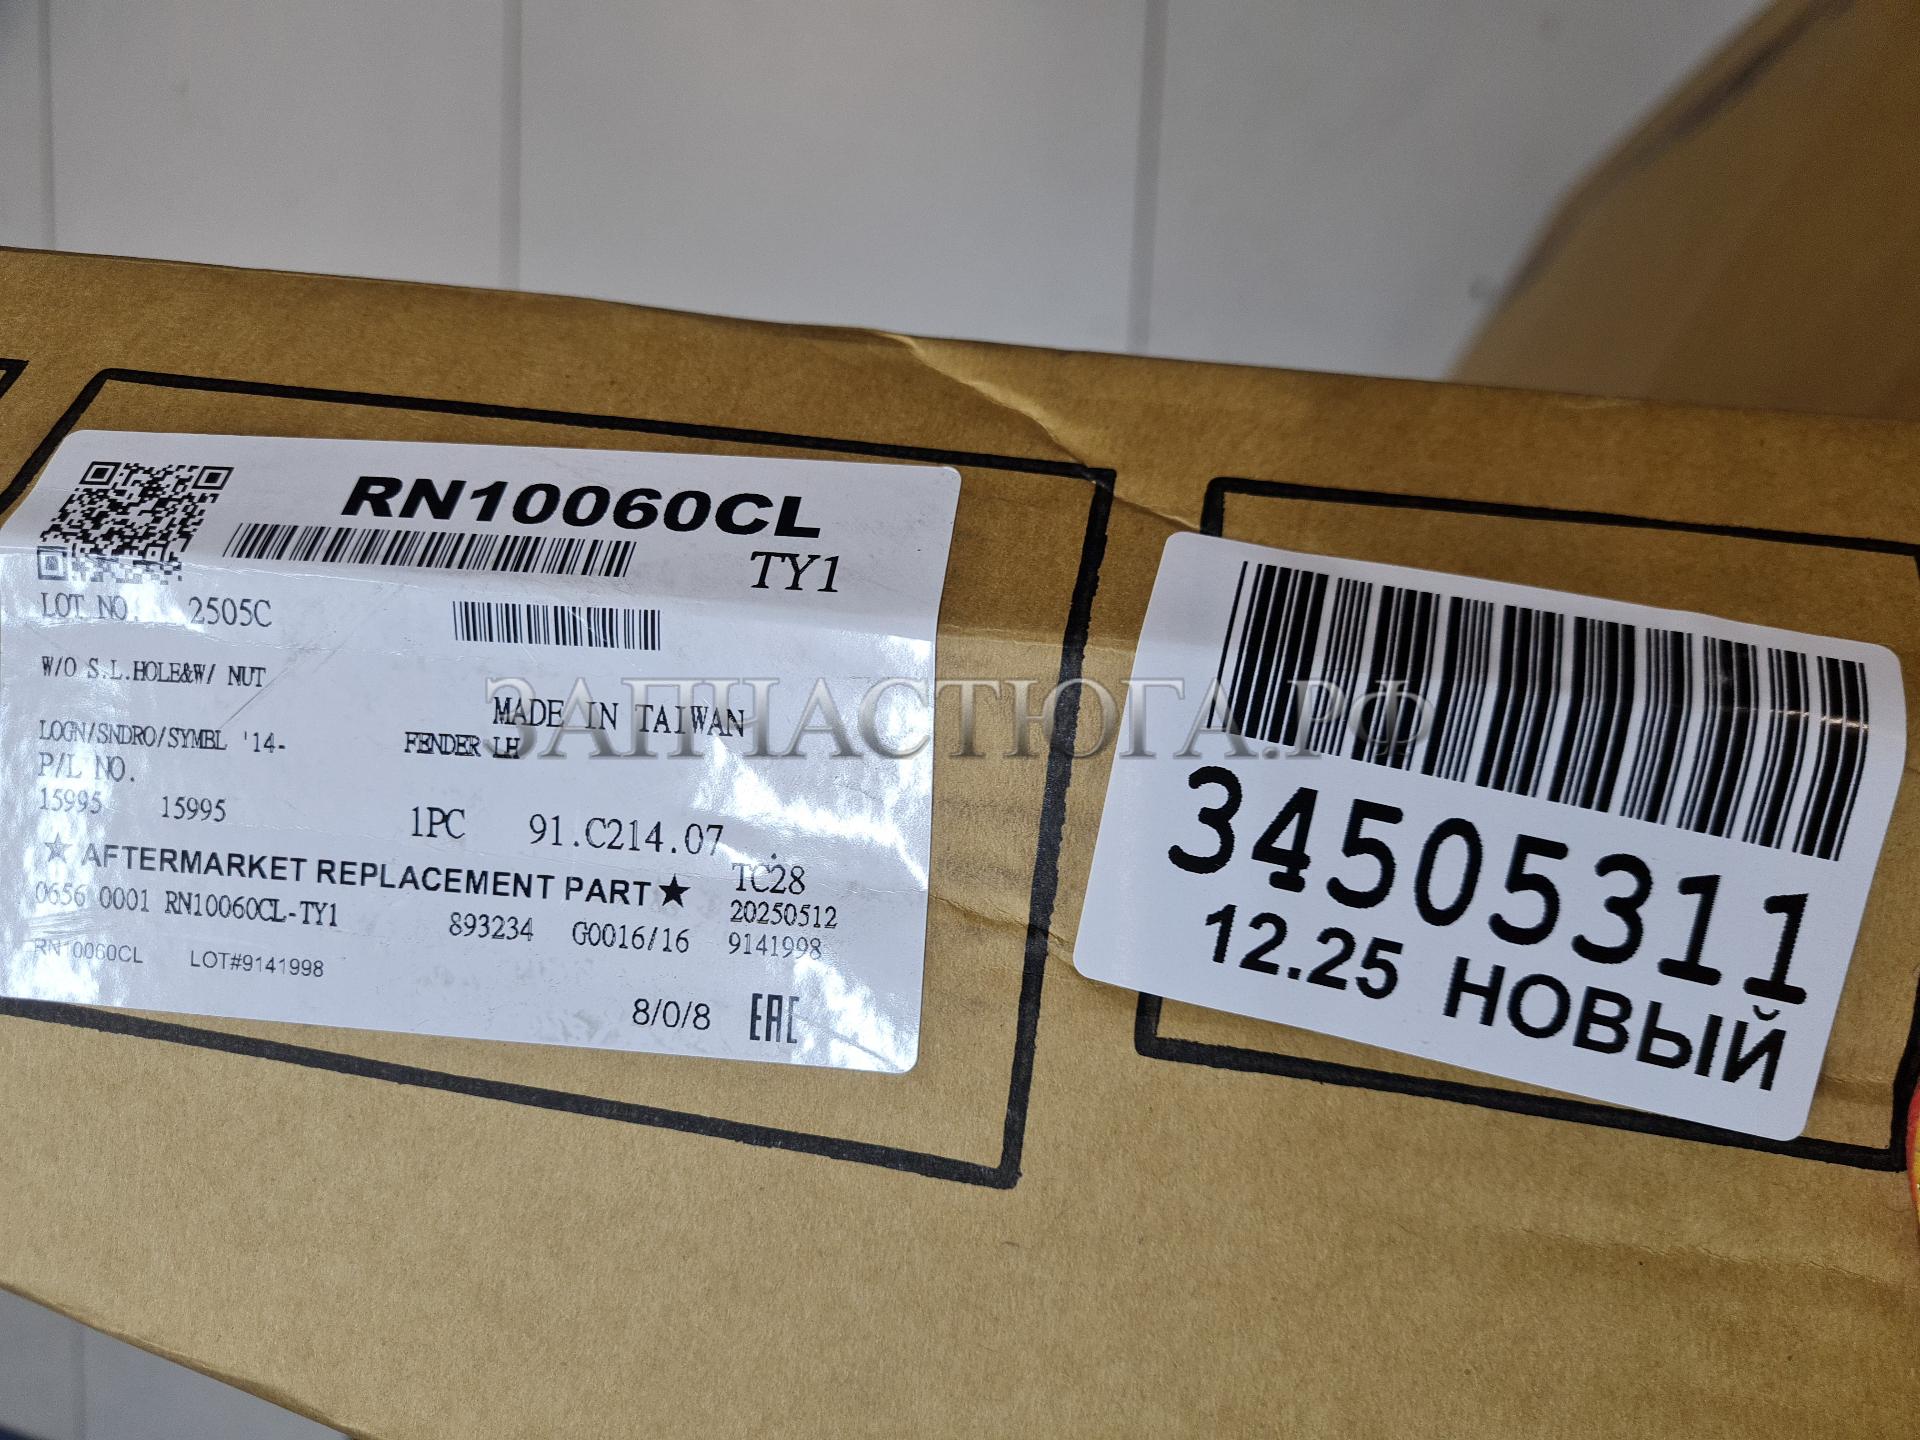 RN10060CL
TY1
LOT NO. 2505C
W/O S.L.HOLE&W/ NUT
MADE IN TAIWAN
LOGN/SNDRO/SYMBL '14- FENDER LH
P/L NO.
15995 15995
1PC 91.C214.07
★ AFTERMARKET REPLACEMENT PART★ TC28
0656 0001 RN10060CL-TY1 893234 G0016/16 20250512
9141998
RN10060CL LOT#9141998
8/0/8 EAC
34505311
12.25 НОВЫЙ
ЗАПЧАСТЮГА.РФ